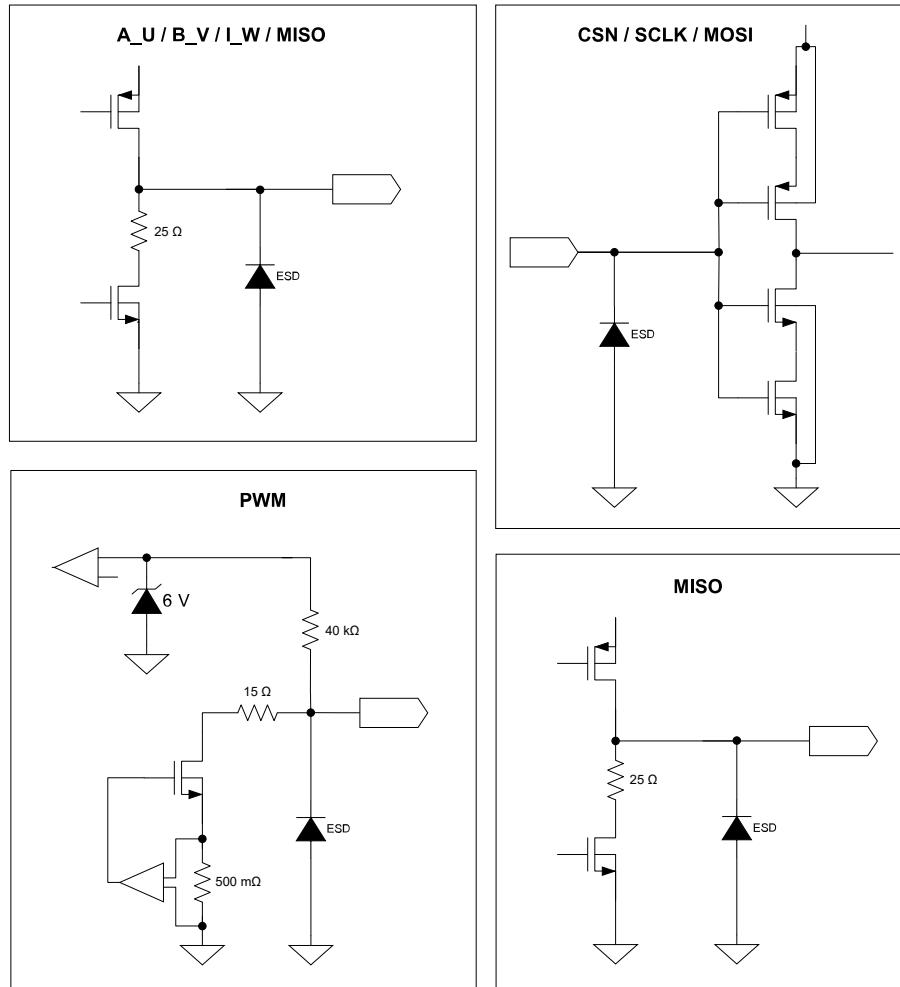 A_U / B_V / I_W / MISO
25 Ω
ESD
CSN / SCLK / MOSI
ESD
PWM
6 V
40 kΩ
15 Ω
ESD
500 mΩ
MISO
25 Ω
ESD